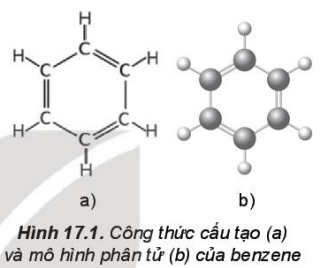 H
H C H
C C
C C
H C H
H
a) b)
Hình 17.1. Công thức cấu tạo (a)
và mô hình phân tử (b) của benzene